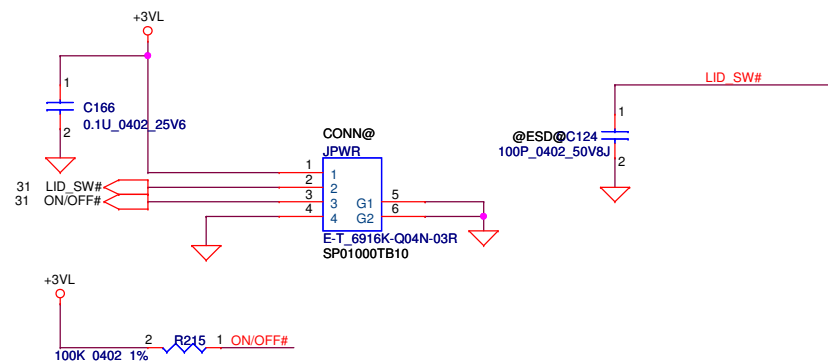 +3VL
LID_SW#
1
C166
0.1U_0402_25V6
2
1
@ESD@C124
100P_0402_50V8J
2
CONN@
JPWR
1 1
31 LID_SW# 2 2
31 ON/OFF# 3 3 G1 5
4 4 G2 6
E-T_6916K-Q04N-03R
SP01000TB10
+3VL
2 R215 1 ON/OFF#
100K_0402_1%